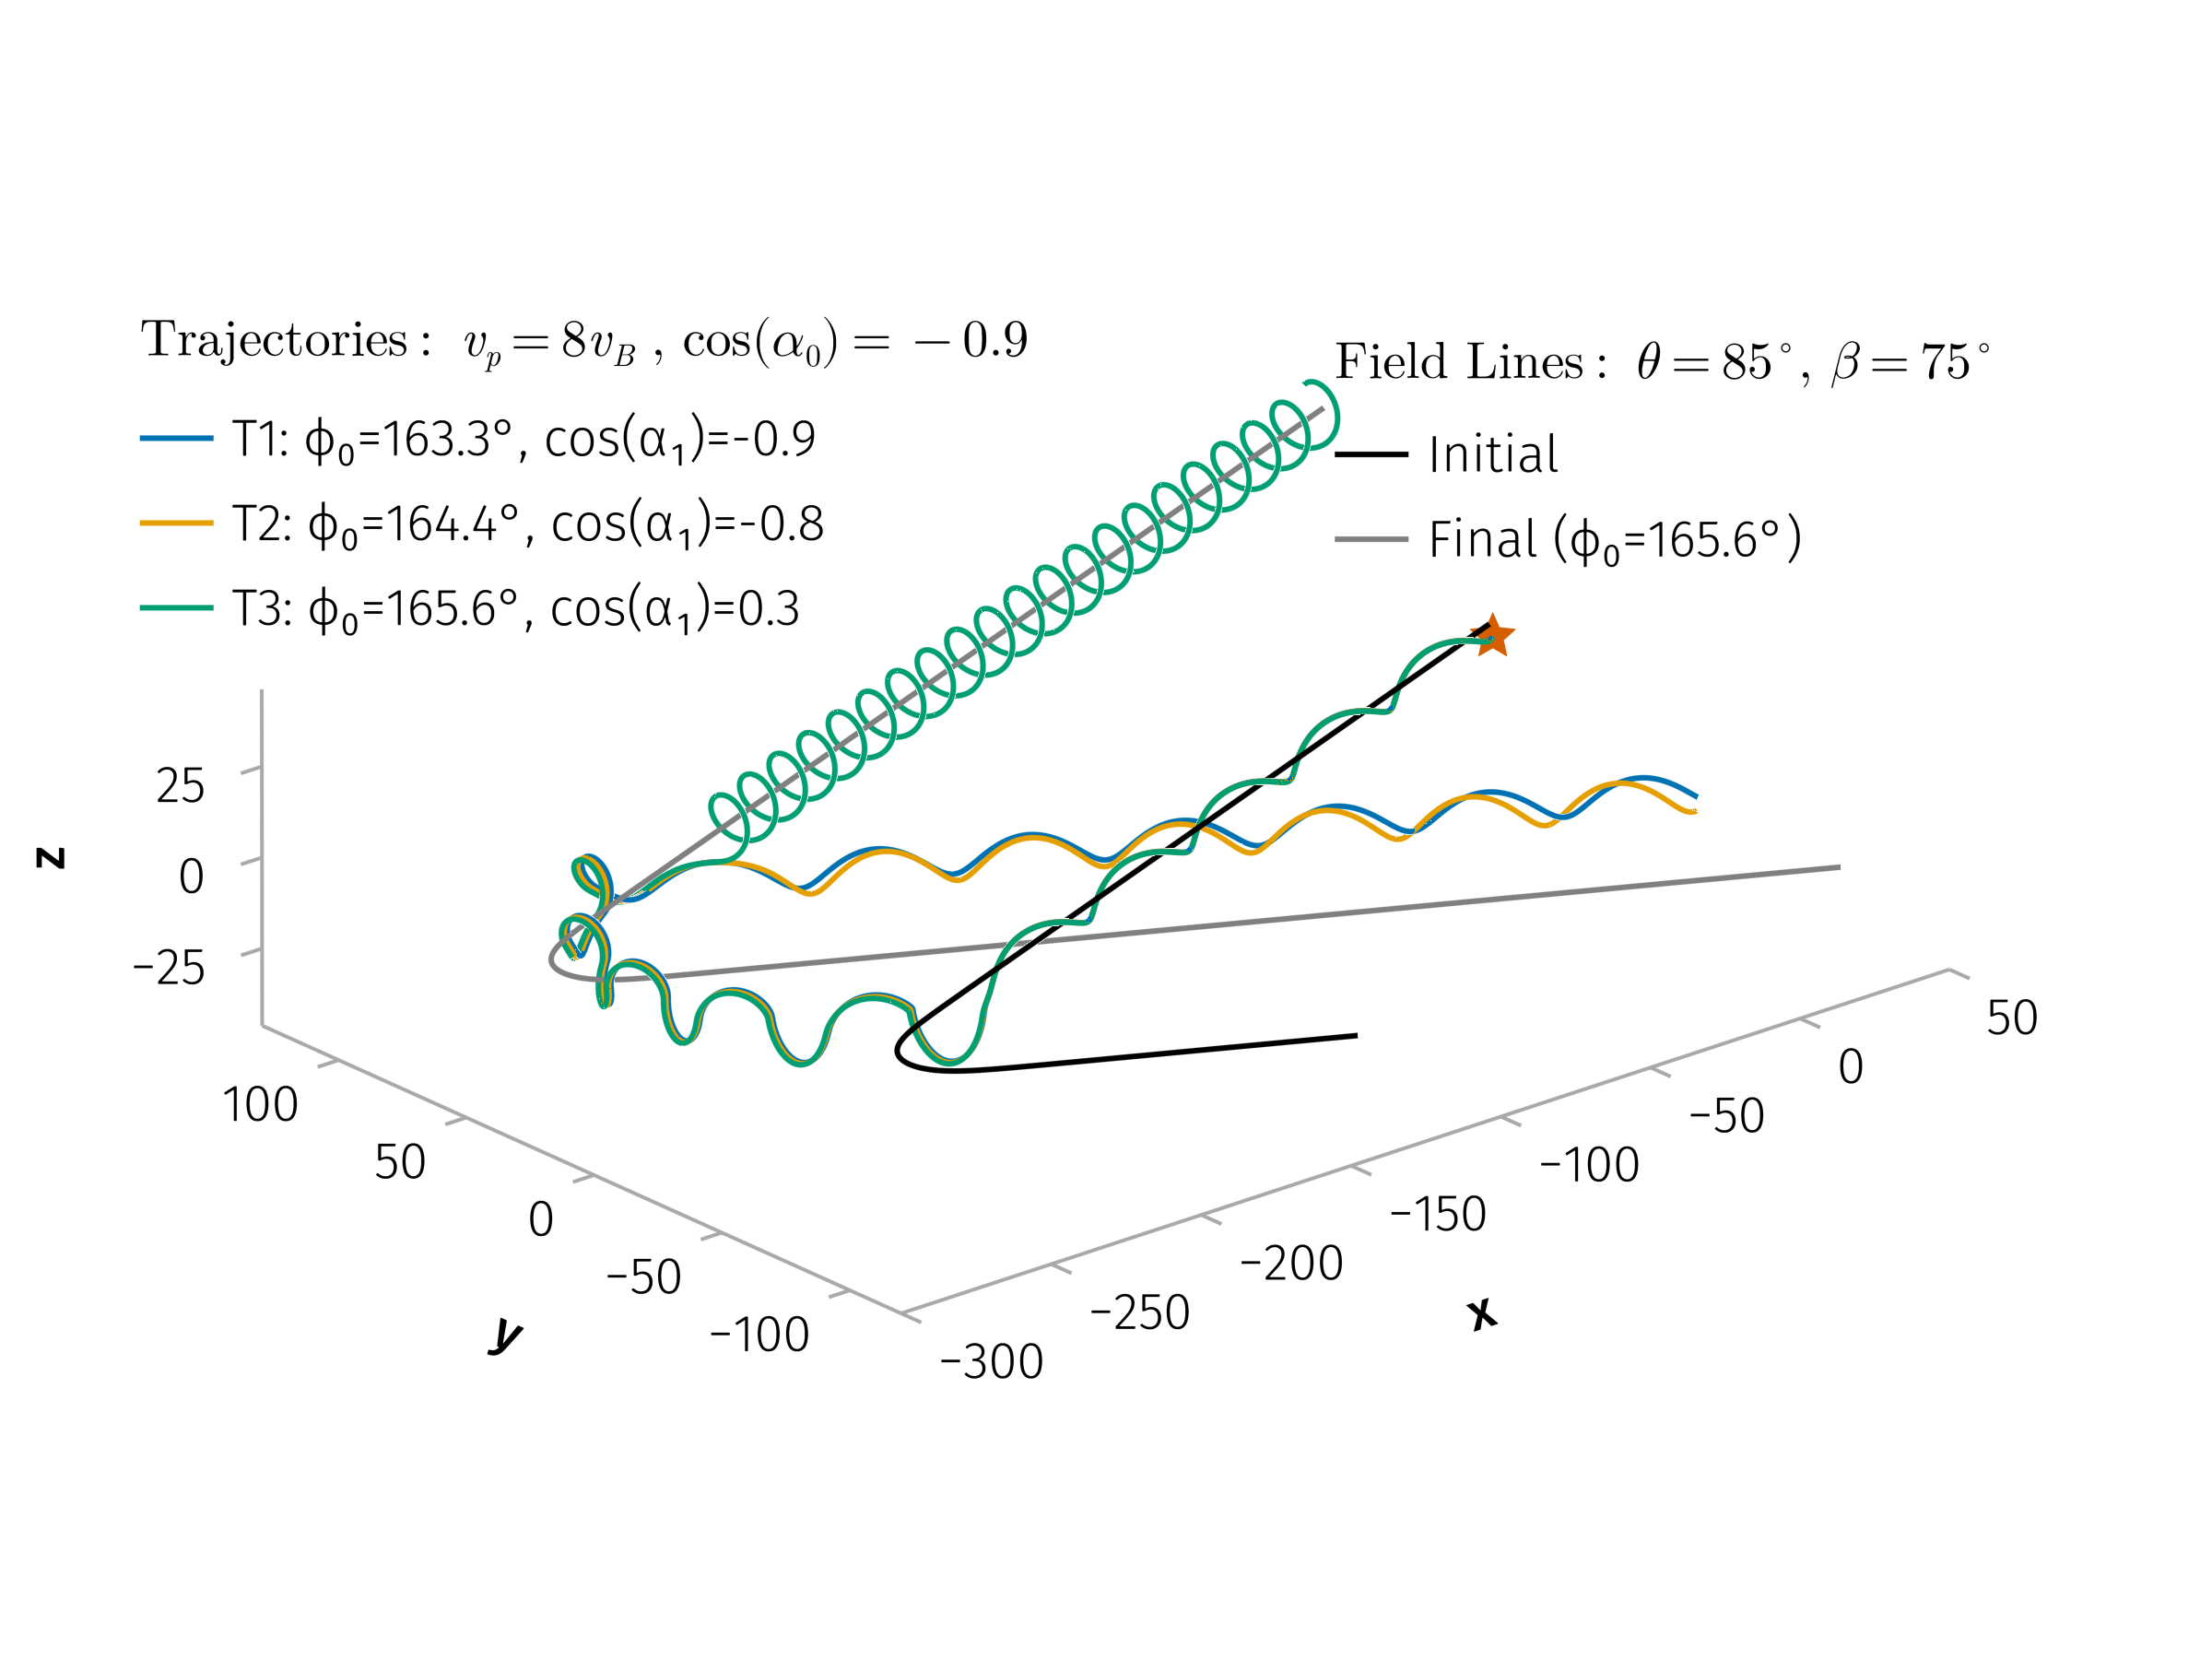 Trajectories: v_p = 8v_B, cos(α_0) = −0.9
T1: ϕ₀=163.3°, cos(α₁)=-0.9
T2: ϕ₀=164.4°, cos(α₁)=-0.8
T3: ϕ₀=165.6°, cos(α₁)=0.3
Field Lines: θ = 85°, β = 75°
Initial
Final (ϕ₀=165.6°)
z
25
0
−25
100
50
0
−50
−100
y
−300
−250
−200
−150
−100
−50
0
50
x